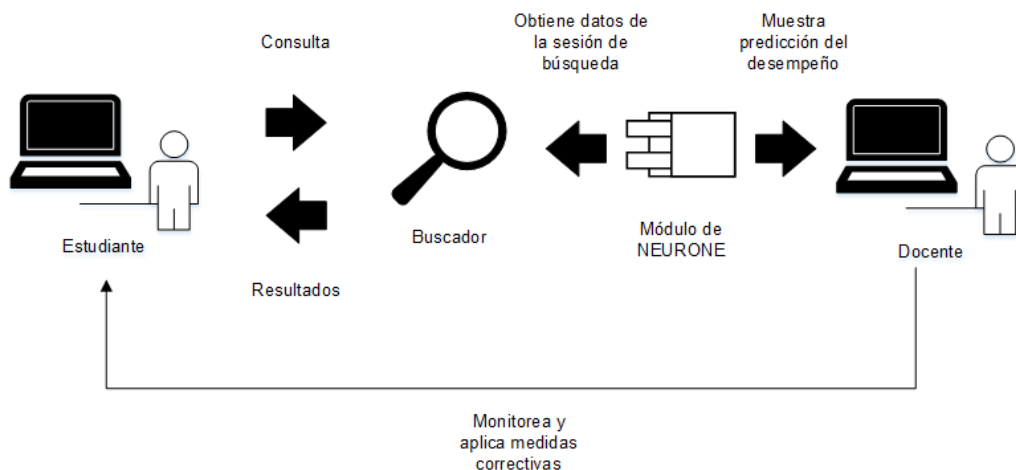 Consulta
Obtiene datos de
la sesión de
búsqueda
Muestra
predicción del
desempeño
Estudiante
Buscador
Módulo de
NEURONE
Docente
Resultados
Monitorea y
aplica medidas
correctivas